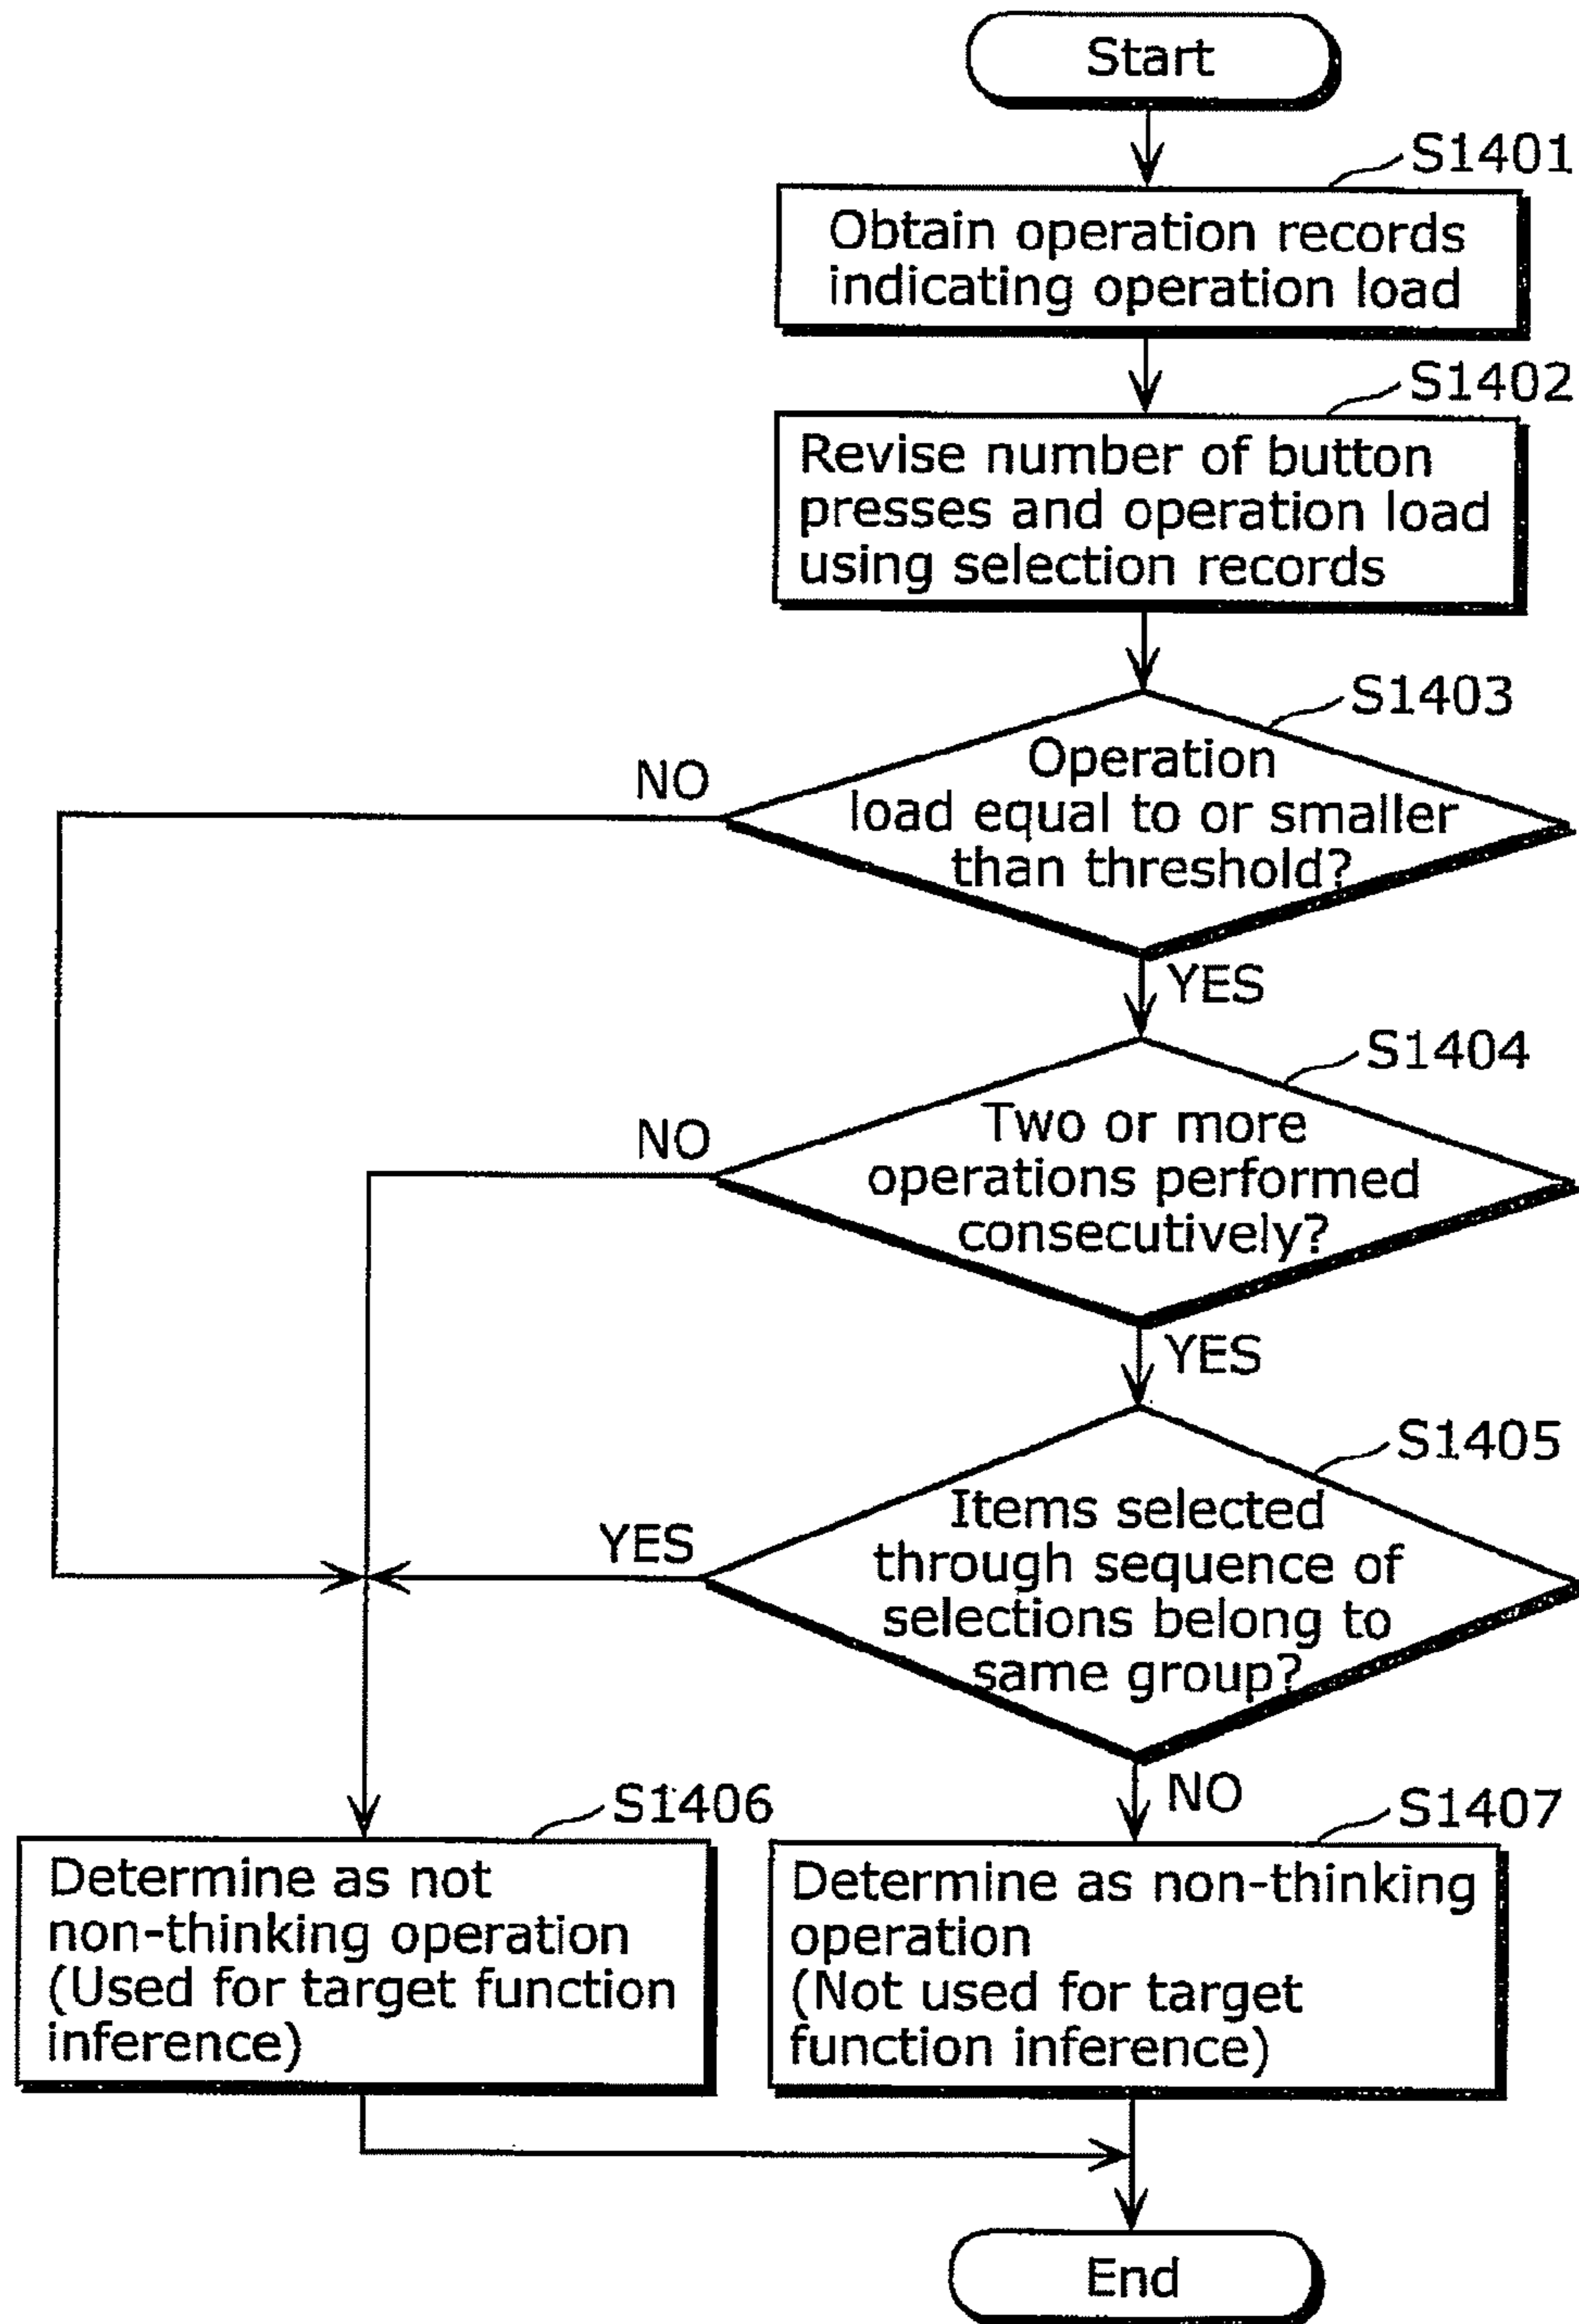 Start
S1401
Obtain operation records
indicating operation load
S1402
Revise number of button
presses and operation load
using selection records
S1403
Operation
load equal to or smaller
than threshold?
NO
YES
S1404
Two or more
operations performed
consecutively?
NO
YES
S1405
Items selected
through sequence of
selections belong to
same group?
YES
NO
S1406
Determine as not
non-thinking operation
(Used for target function
inference)
S1407
Determine as non-thinking
operation
(Not used for target
function inference)
End